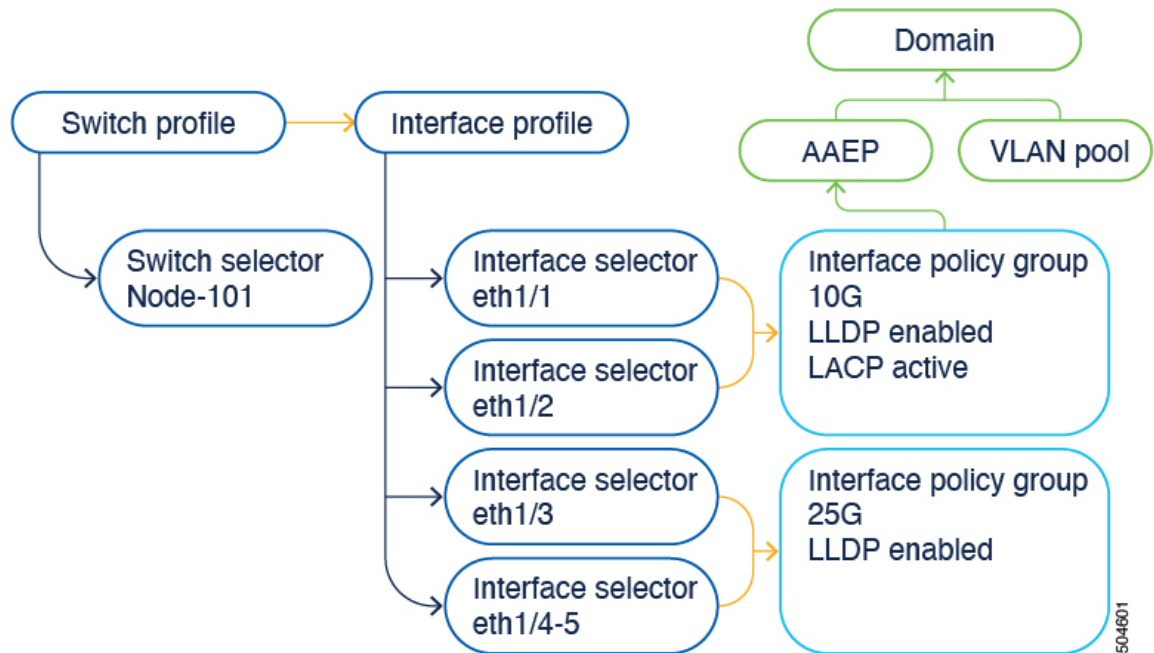 Domain
Switch profile
Interface profile
AAEP
VLAN pool
Switch selector
Node-101
Interface selector
eth1/1
Interface selector
eth1/2
Interface selector
eth1/3
Interface selector
eth1/4-5
Interface policy group
10G
LLDP enabled
LACP active
Interface policy group
25G
LLDP enabled
504601